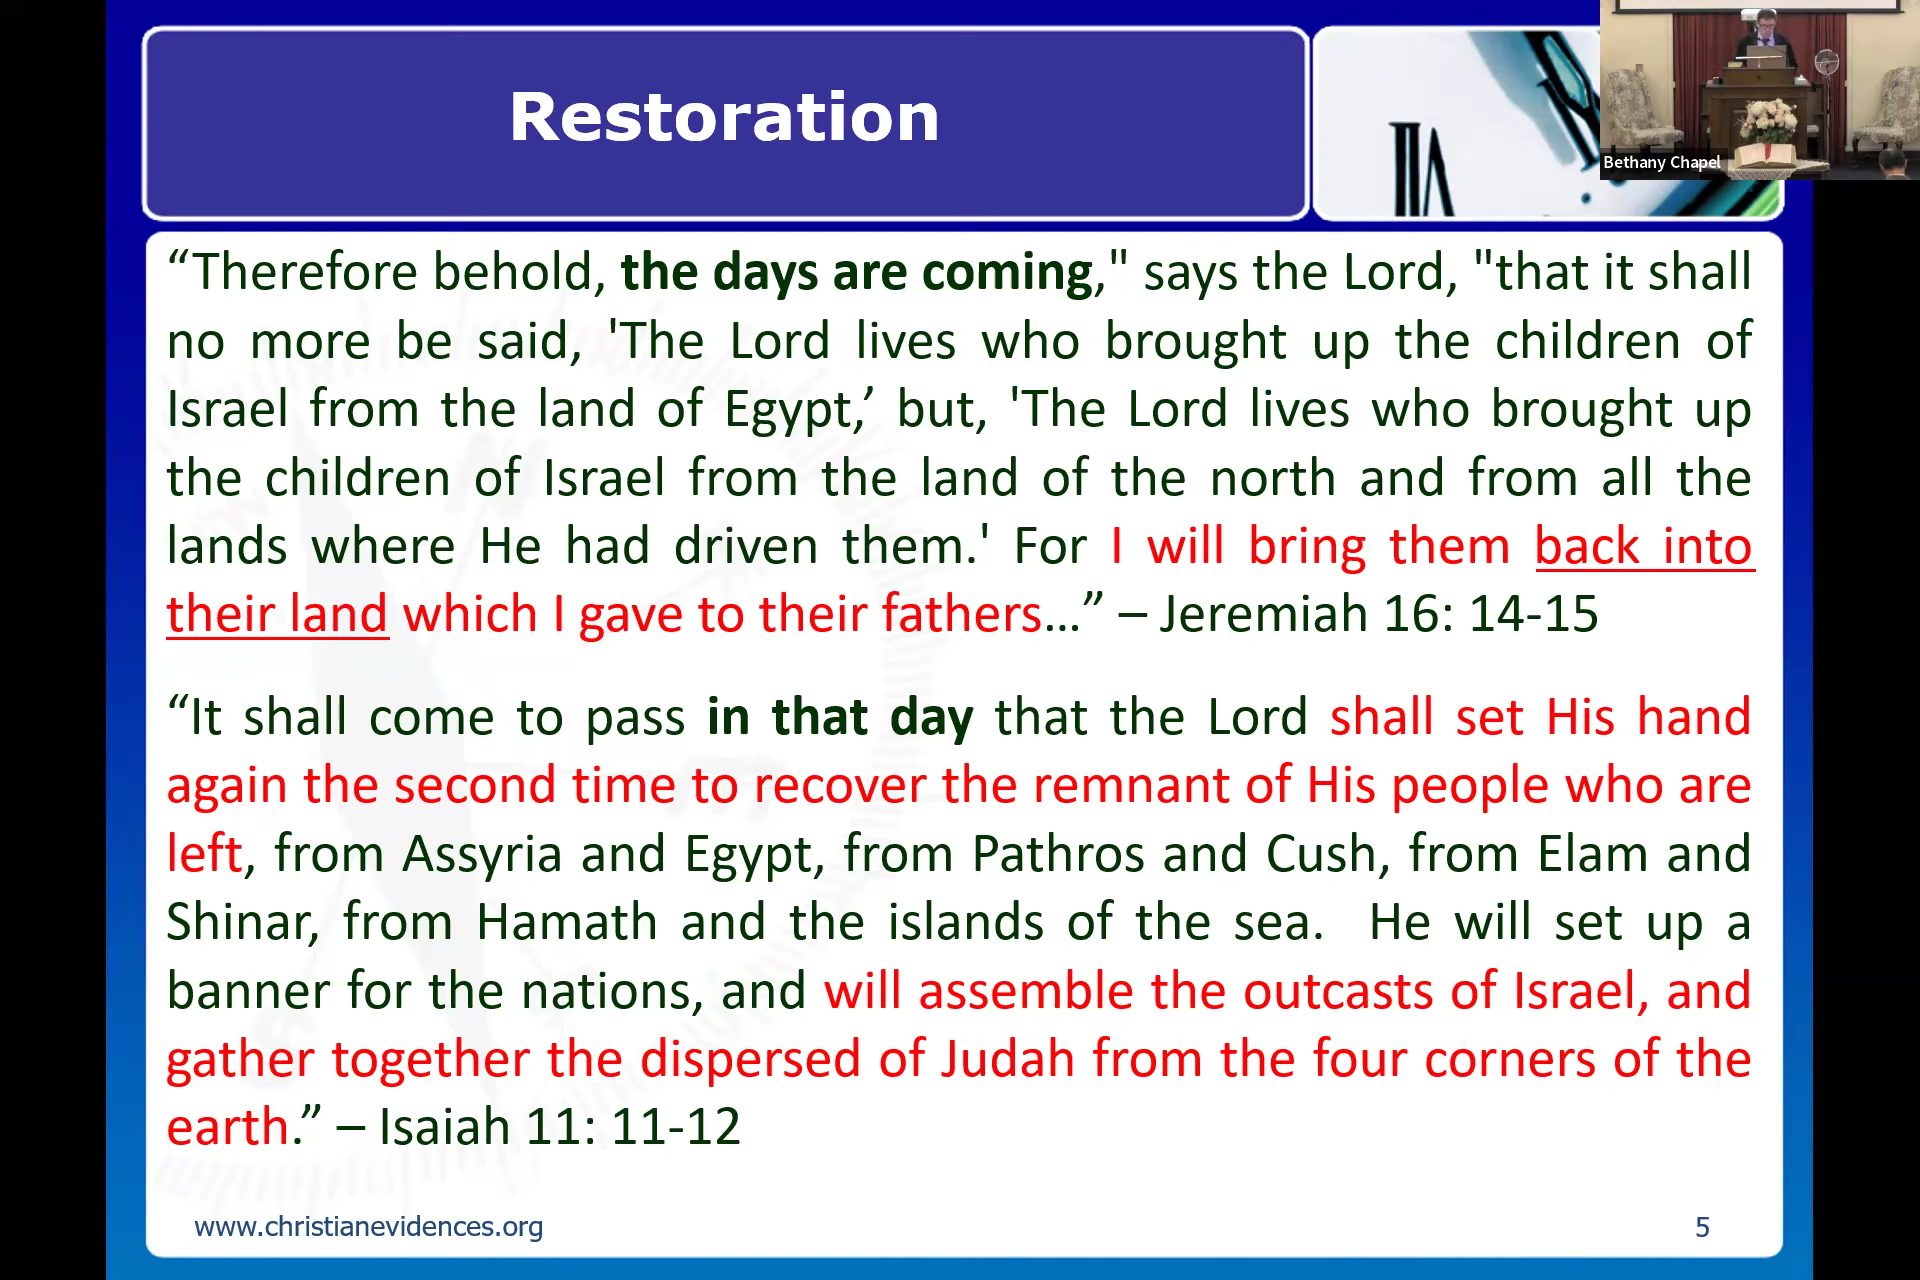 Restoration
Bethany Chapel
“Therefore behold, the days are coming," says the Lord, "that it shall
no more be said, 'The Lord lives who brought up the children of
Israel from the land of Egypt,’ but, 'The Lord lives who brought up
the children of Israel from the land of the north and from all the
lands where He had driven them.' For I will bring them back into
their land which I gave to their fathers…” – Jeremiah 16: 14-15
“It shall come to pass in that day that the Lord shall set His hand
again the second time to recover the remnant of His people who are
left, from Assyria and Egypt, from Pathros and Cush, from Elam and
Shinar, from Hamath and the islands of the sea.  He will set up a
banner for the nations, and will assemble the outcasts of Israel, and
gather together the dispersed of Judah from the four corners of the
earth.” – Isaiah 11: 11-12
www.christianevidences.org
5